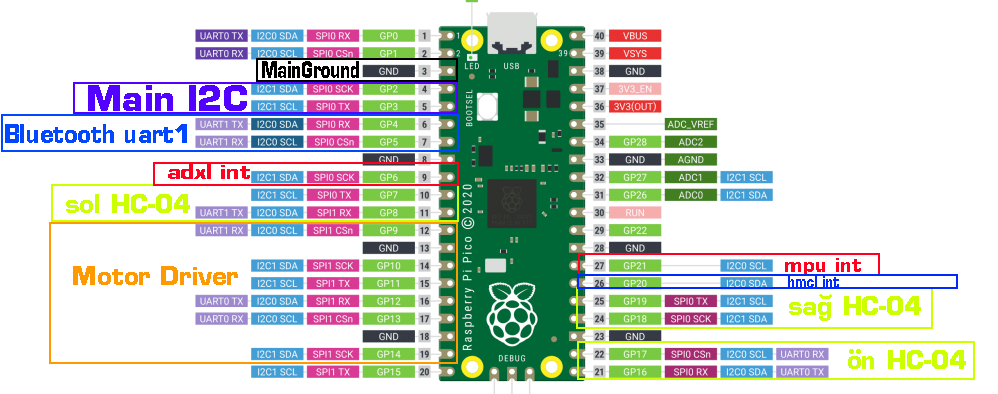 UART0 TX I2C0 SDA SPI0 RX GP0 1 1 40 VBUS
UART0 RX I2C0 SCL SPI0 CSn GP1 2 2 39 39 VSYS
LED USB
MainGround GND 3 38 GND
Main I2C
I2C1 SDA SPI0 SCK GP2 4 37 3V3_EN
I2C1 SCL SPI0 TX GP3 5 36 3V3(OUT)
BOOTSEL
Bluetooth uart1
UART1 TX I2C0 SDA SPI0 RX GP4 6 35 ADC_VREF
UART1 RX I2C0 SCL SPI0 CSn GP5 7 34 GP28 ADC2
GND 8 33 GND AGND
adxl int
I2C1 SDA SPI0 SCK GP6 9 32 GP27 ADC1 I2C1 SCL
sol HC-04
I2C1 SCL SPI0 TX GP7 10 31 GP26 ADC0 I2C1 SDA
UART1 TX I2C0 SDA SPI1 RX GP8 11 30 RUN
Raspberry Pi Pico ©2020
UART1 RX I2C0 SCL SPI1 CSn GP9 12 29 GP22
GND 13 28 GND
Motor Driver
I2C1 SDA SPI1 SCK GP10 14 27 GP21 I2C0 SCL mpu int
I2C1 SCL SPI1 TX GP11 15 26 GP20 I2C0 SDA hmcl int
UART0 TX I2C0 SDA SPI1 RX GP12 16 25 GP19 SPI0 TX I2C1 SCL
sağ HC-04
UART0 RX I2C0 SCL SPI1 CSn GP13 17 24 GP18 SPI0 SCK I2C1 SDA
GND 18 23 GND
I2C1 SDA SPI1 SCK GP14 19 22 GP17 SPI0 CSn I2C0 SCL UART0 RX
ön HC-04
DEBUG
I2C1 SCL SPI1 TX GP15 20 21 GP16 SPI0 RX I2C0 SDA UART0 TX